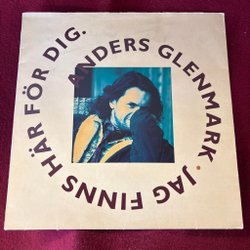 ANDERS GLENMARK · JAG FINNS HÄR FÖR DIG.